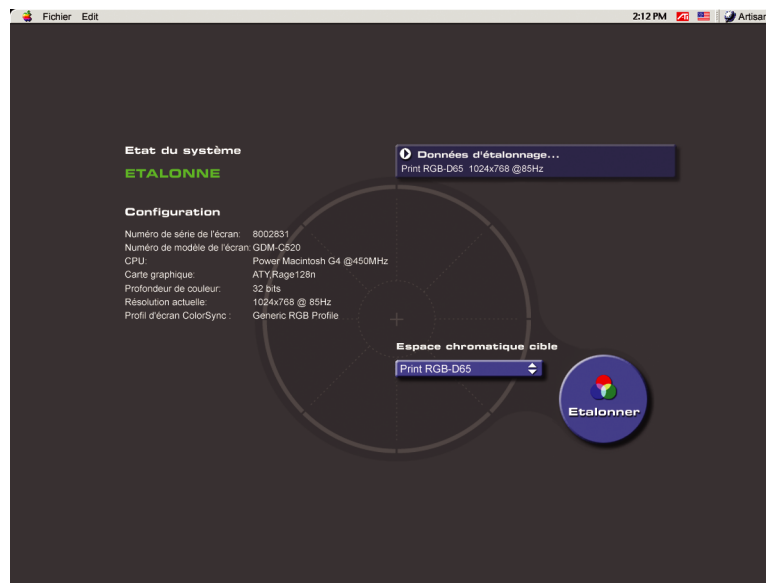 Fichier Edit 2:12 PM ATI Artisan
Etat du système
ETALONNE
Données d'étalonnage...
Print RGB-D65 1024x768 @85Hz
Configuration
Numéro de série de l'écran: 8002831
Numéro de modèle de l'écran: GDM-C520
CPU: Power Macintosh G4 @450MHz
Carte graphique: ATY,Rage128n
Profondeur de couleur: 32 bits
Résolution actuelle: 1024x768 @ 85Hz
Profil d'écran ColorSync : Generic RGB Profile
Espace chromatique cible
Print RGB-D65
Etalonner